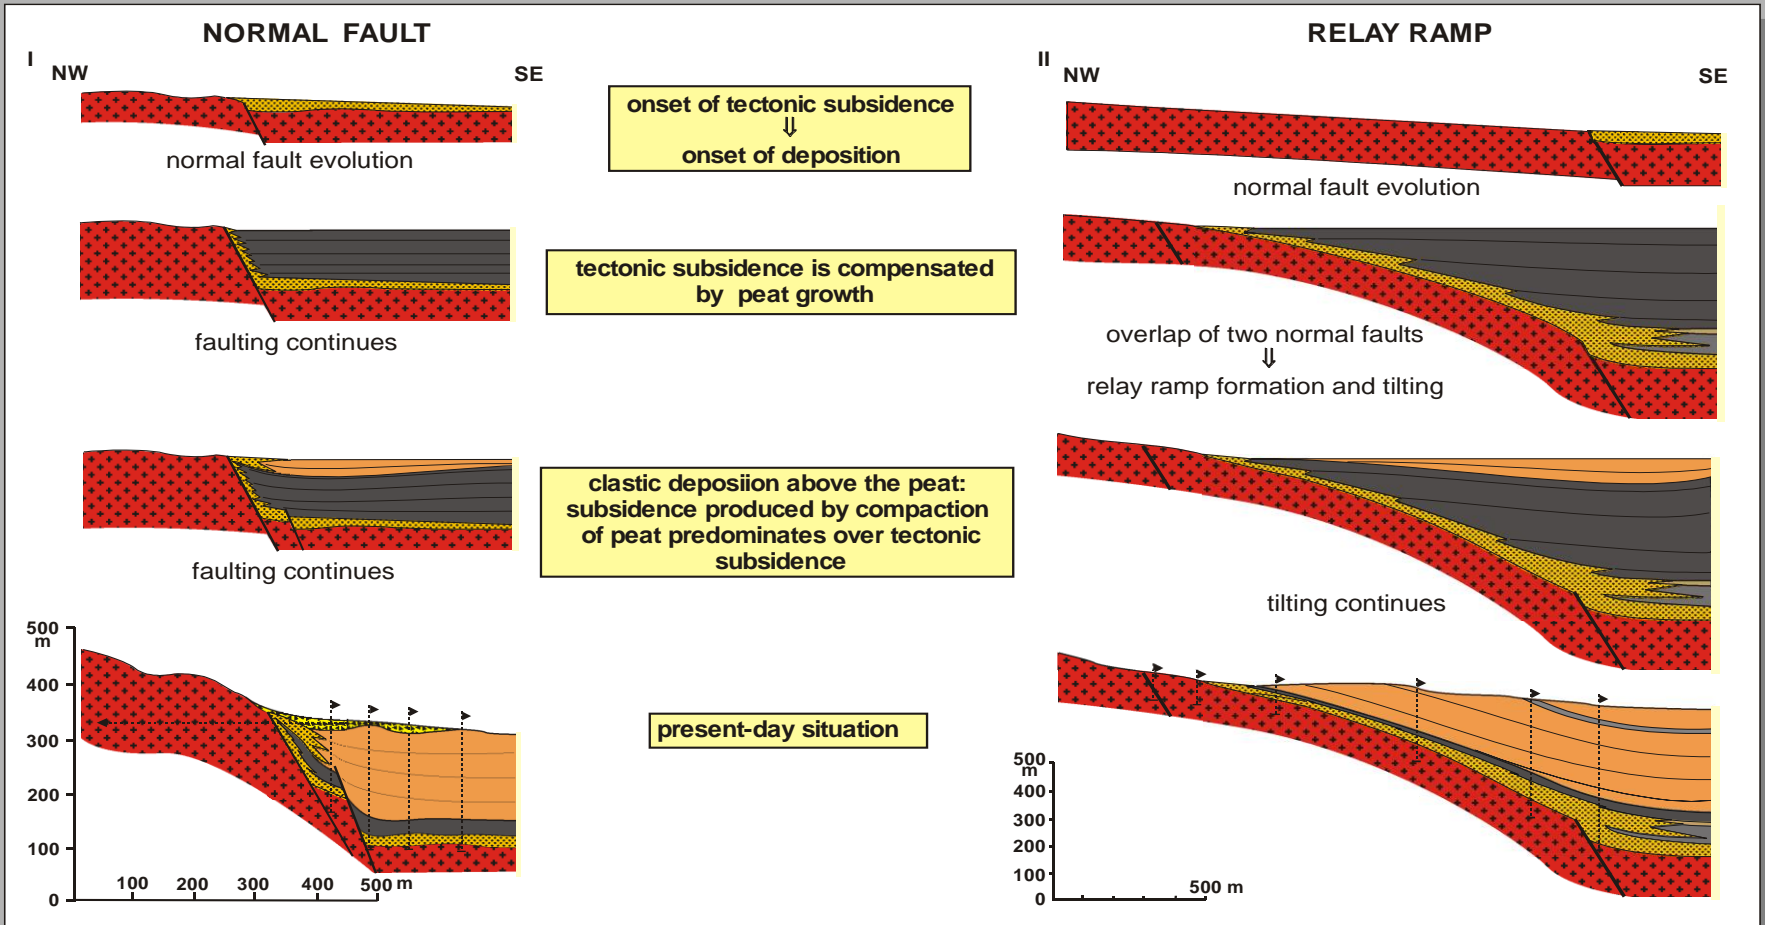 NORMAL FAULT
I
NW
SE
normal fault evolution
faulting continues
faulting continues
500
m
400
300
200
100
0
100
200
300
400
500 m
onset of tectonic subsidence
⇓
onset of deposition
tectonic subsidence is compensated
by peat growth
clastic deposiion above the peat:
subsidence produced by compaction
of peat predominates over tectonic
subsidence
present-day situation
RELAY RAMP
II
NW
SE
normal fault evolution
overlap of two normal faults
⇓
relay ramp formation and tilting
tilting continues
500
m
400
300
200
100
0
500 m